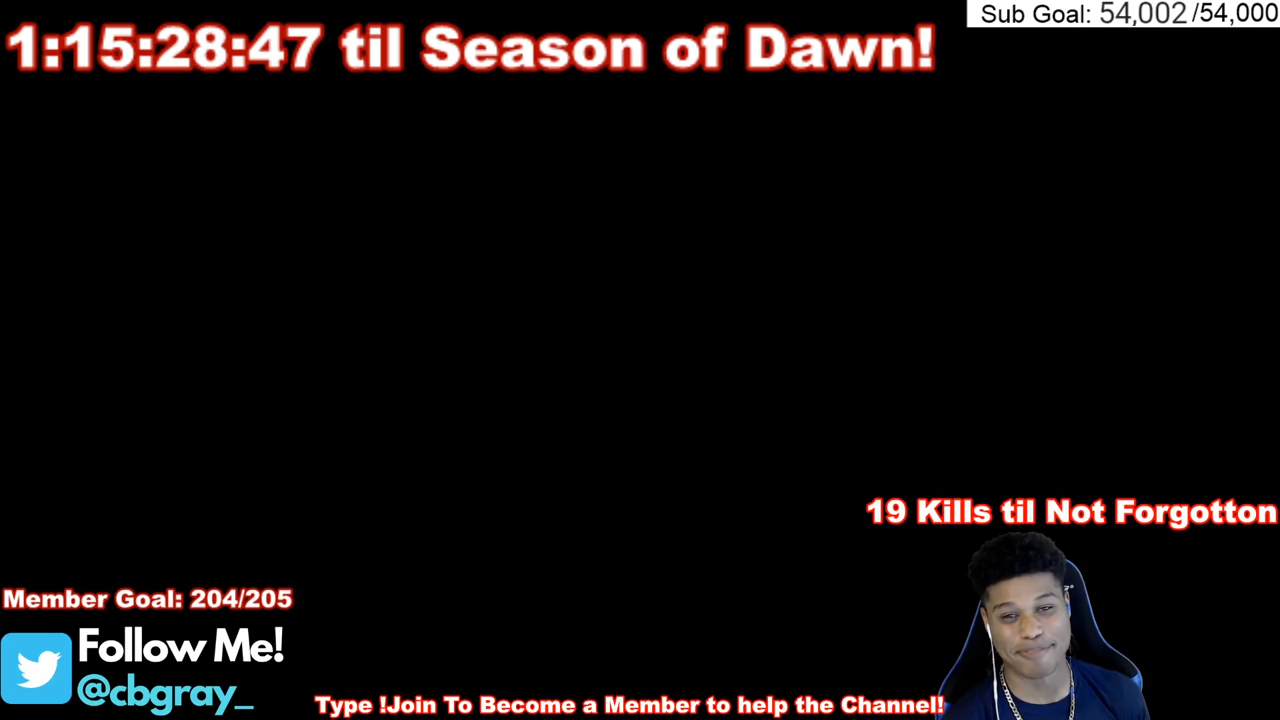 Sub Goal: 54,002 /54,000
1:15:28:47 til Season of Dawn!
19 Kills til Not Forgotton
Member Goal: 204/205
Follow Me!
@cbgray_
Type !Join To Become a Member to help the Channel!